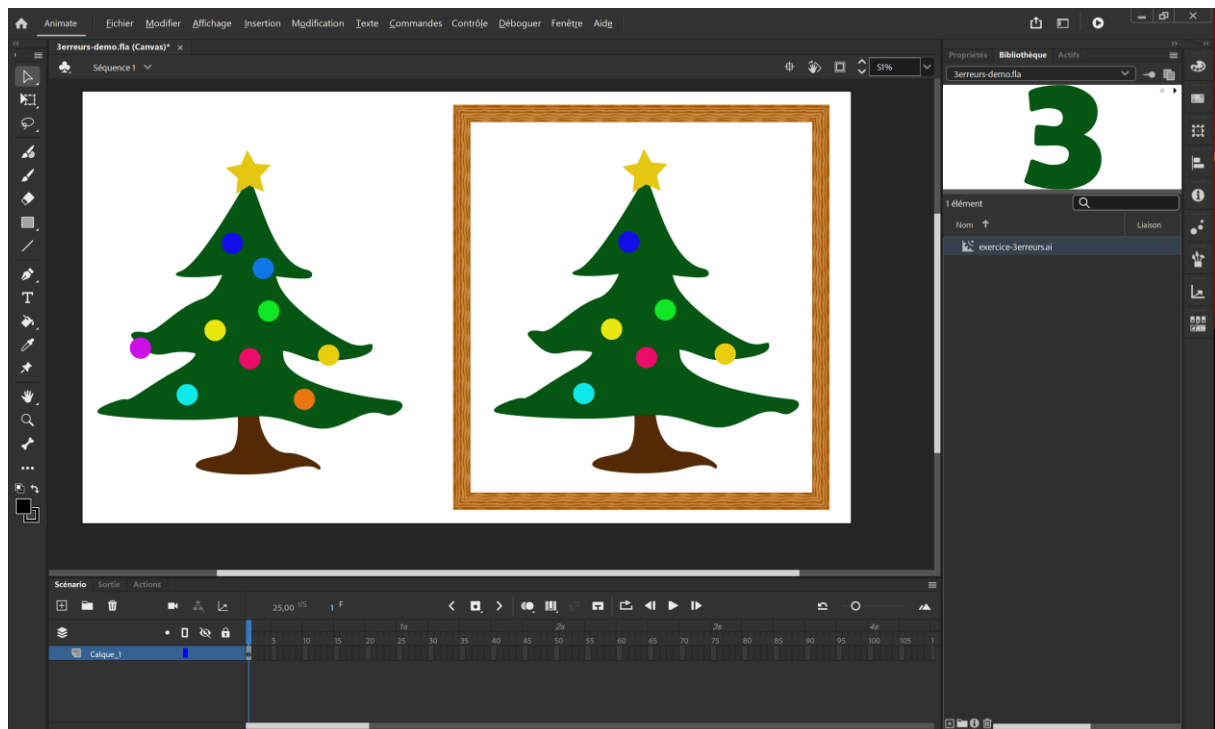 Animate Fichier Modifier Affichage Insertion Modification Texte Commandes Contrôle Déboguer Fenêtre Aide
3erreurs-demo.fla (Canvas)* ×
Séquence 1
51%
Propriétés Bibliothèque Actifs
3erreurs-demo.fla
3
1 élément
Nom Liaison
exercice-3erreurs.ai
Scénario Sortie Actions
25,00 I/S 1 F
1s 2s 3s 4s
5 10 15 20 25 30 35 40 45 50 55 60 65 70 75 80 85 90 95 100 105 1
Calque_1